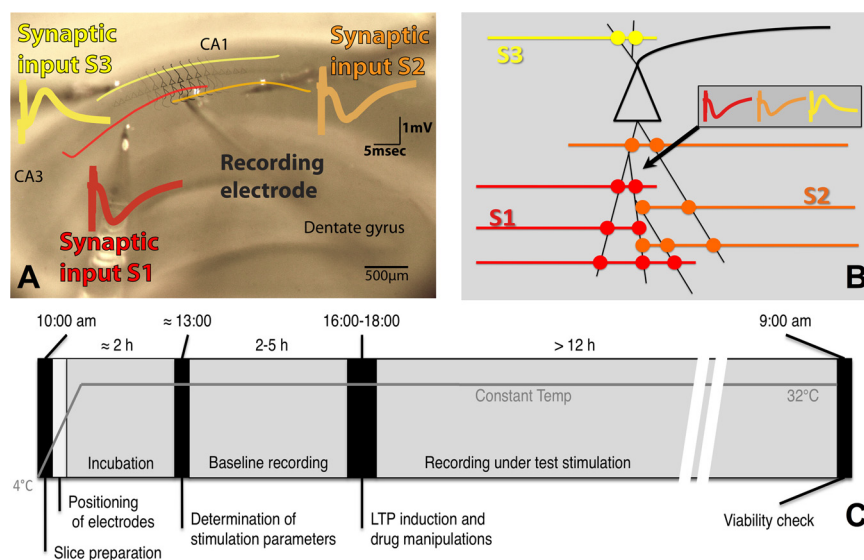 Synaptic
input S3
CA1
Synaptic
input S2
1mV
5msec
CA3
Recording
electrode
Dentate gyrus
Synaptic
input S1
500µm
A
S3
S2
S1
B
10:00 am
≈ 13:00
16:00-18:00
9:00 am
≈ 2 h
2-5 h
> 12 h
Constant Temp
32°C
Incubation
Baseline recording
Recording under test stimulation
4°C
Positioning
of electrodes
Slice preparation
Determination of
stimulation parameters
LTP induction and
drug manipulations
Viability check
C